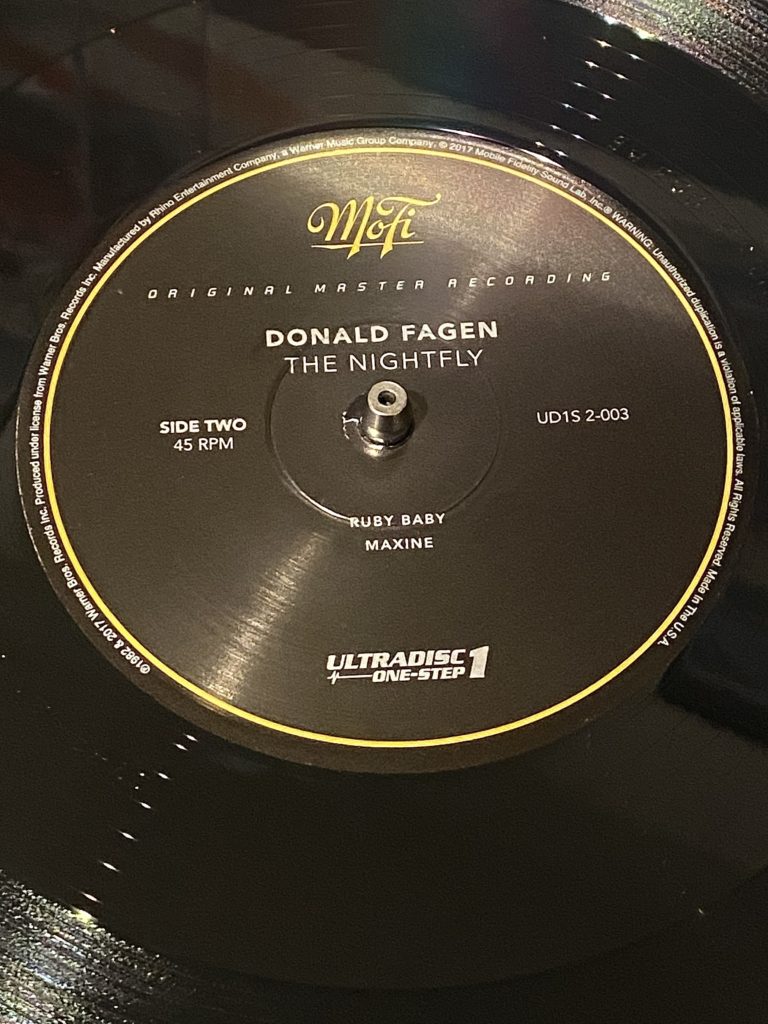 MoFi
ORIGINAL MASTER RECORDING
DONALD FAGEN
THE NIGHTFLY
SIDE TWO
45 RPM
UD1S 2-003
RUBY BABY
MAXINE
ULTRADISC
ONE-STEP 1
℗1982 & 2017 Warner Bros. Records Inc. Produced under license from Warner Bros. Records Inc. Manufactured by Rhino Entertainment Company, a Warner Music Group Company. © 2017 Mobile Fidelity Sound Lab, Inc.® WARNING: Unauthorized duplication is a violation of applicable laws. All Rights Reserved. Made In The U.S.A.